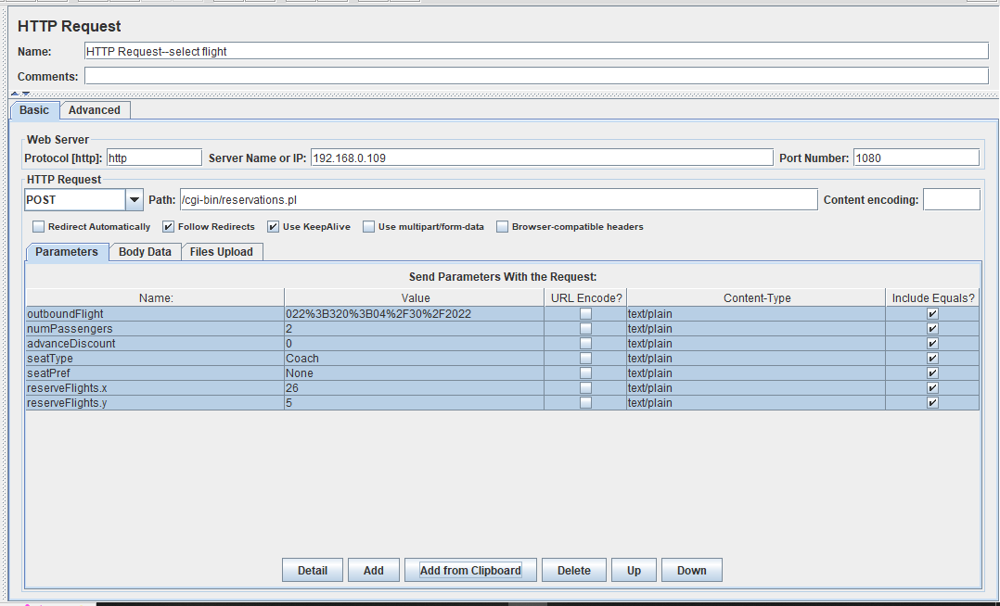 HTTP Request
Name: HTTP Request--select flight
Comments:
Basic Advanced
Web Server
Protocol [http]: http Server Name or IP: 192.168.0.109 Port Number: 1080
HTTP Request
POST Path: /cgi-bin/reservations.pl Content encoding:
Redirect Automatically Follow Redirects Use KeepAlive Use multipart/form-data Browser-compatible headers
Parameters Body Data Files Upload
Send Parameters With the Request:
Name: Value URL Encode? Content-Type Include Equals?
outboundFlight 022%3B320%3B04%2F30%2F2022 text/plain
numPassengers 2 text/plain
advanceDiscount 0 text/plain
seatType Coach text/plain
seatPref None text/plain
reserveFlights.x 26 text/plain
reserveFlights.y 5 text/plain
Detail Add Add from Clipboard Delete Up Down